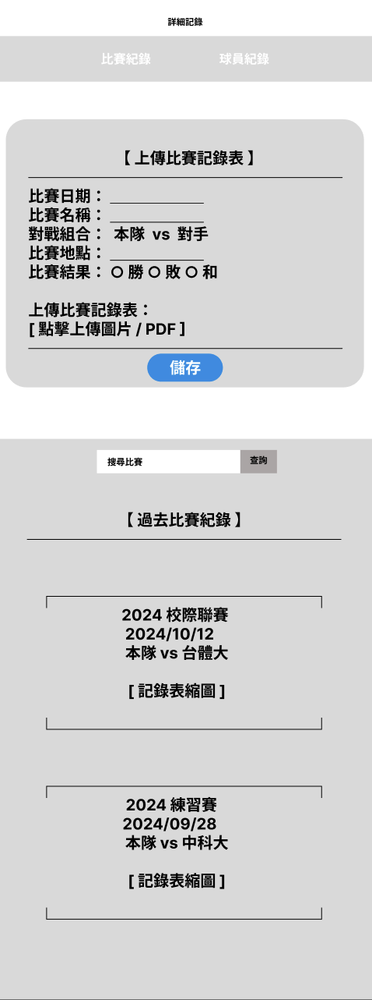 詳細記錄
比賽紀錄 球員紀錄
【 上傳比賽記錄表 】
比賽日期： ____________
比賽名稱： ____________
對戰組合： 本隊 vs 對手
比賽地點： ____________
比賽結果： ○ 勝 ○ 敗 ○ 和
上傳比賽記錄表：
[ 點擊上傳圖片 / PDF ]
儲存
搜尋比賽 查詢
【 過去比賽紀錄 】
2024 校際聯賽
2024/10/12
本隊 vs 台體大
[ 記錄表縮圖 ]
2024 練習賽
2024/09/28
本隊 vs 中科大
[ 記錄表縮圖 ]